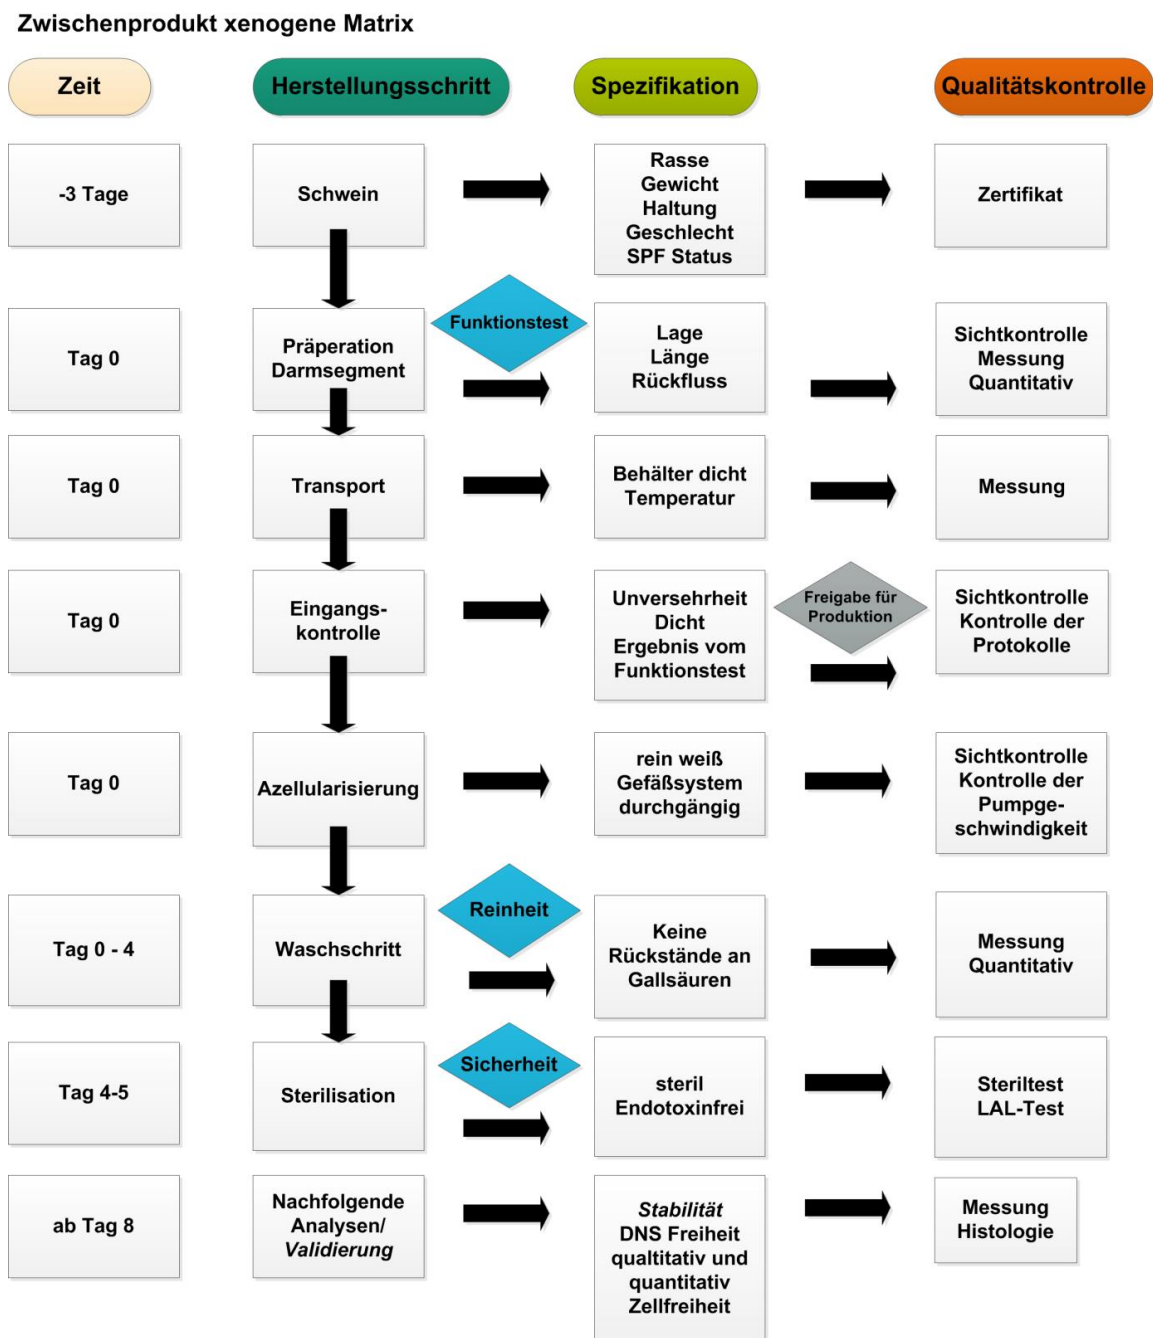 Zwischenprodukt xenogene Matrix
Zeit
Herstellungsschritt
Spezifikation
Qualitätskontrolle
-3 Tage
Schwein
Rasse
Gewicht
Haltung
Geschlecht
SPF Status
Zertifikat
Tag 0
Präperation
Darmsegment
Funktionstest
Lage
Länge
Rückfluss
Sichtkontrolle
Messung
Quantitativ
Tag 0
Transport
Behälter dicht
Temperatur
Messung
Tag 0
Eingangs-
kontrolle
Unversehrheit
Dicht
Ergebnis vom
Funktionstest
Freigabe für
Produktion
Sichtkontrolle
Kontrolle der
Protokolle
Tag 0
Azellularisierung
rein weiß
Gefäßsystem
durchgängig
Sichtkontrolle
Kontrolle der
Pumpge-
schwindigkeit
Tag 0 - 4
Waschschritt
Reinheit
Keine
Rückstände an
Gallsäuren
Messung
Quantitativ
Tag 4-5
Sterilisation
Sicherheit
steril
Endotoxinfrei
Steriltest
LAL-Test
ab Tag 8
Nachfolgende
Analysen/
Validierung
Stabilität
DNS Freiheit
qualtitativ und
quantitativ
Zellfreiheit
Messung
Histologie